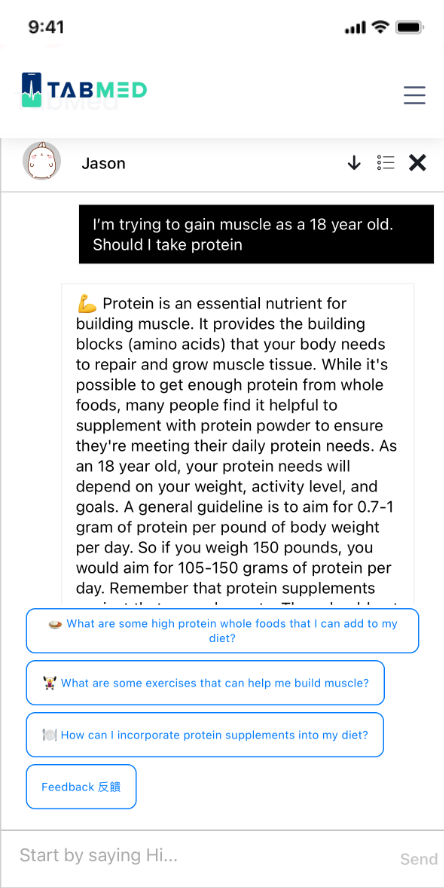 9:41
TABMED
TabMed
Jason
I'm trying to gain muscle as a 18 year old.
Should I take protein
💪 Protein is an essential nutrient for
building muscle. It provides the building
blocks (amino acids) that your body needs
to repair and grow muscle tissue. While it's
possible to get enough protein from whole
foods, many people find it helpful to
supplement with protein powder to ensure
they're meeting their daily protein needs. As
an 18 year old, your protein needs will
depend on your weight, activity level, and
goals. A general guideline is to aim for 0.7-1
gram of protein per pound of body weight
per day. So if you weigh 150 pounds, you
would aim for 105-150 grams of protein per
day. Remember that protein supplements
What are some high protein whole foods that I can add to my
diet?
What are some exercises that can help me build muscle?
How can I incorporate protein supplements into my diet?
Feedback 反饋
Start by saying Hi...
Send